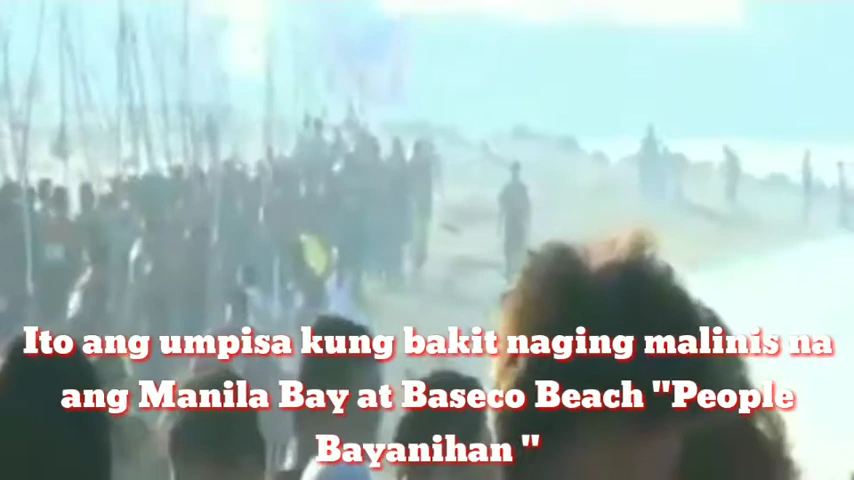 Ito ang umpisa kung bakit naging malinis na
ang Manila Bay at Baseco Beach "People
Bayanihan "